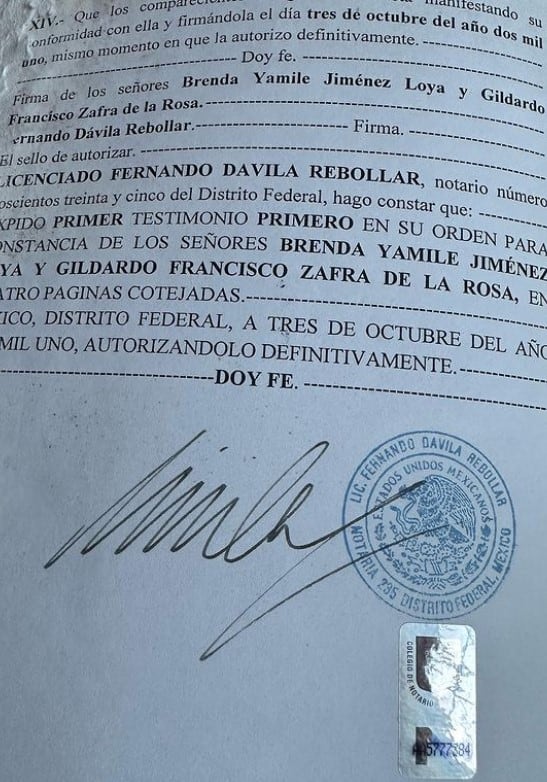 XIV.- Que los manifestando su
onformidad con ella y firmándola el día tres de octubre del año dos mil
uno, mismo momento en que la autorizo definitivamente. --------------------
------------------------------------ Doy fe. ------------------------------------
Firma de los señores Brenda Yamile Jiménez Loya y Gildardo
Francisco Zafra de la Rosa.--------------------------------------------------
ernando Dávila Rebollar.------------------------- Firma. --------------------
El sello de autorizar. --------------------------------------------------------
LICENCIADO FERNANDO DAVILA REBOLLAR, notario número
oscientos treinta y cinco del Distrito Federal, hago constar que: ----------
XPIDO PRIMER TESTIMONIO PRIMERO EN SU ORDEN PARA
ONSTANCIA DE LOS SEÑORES BRENDA YAMILE JIMÉNEZ
YA Y GILDARDO FRANCISCO ZAFRA DE LA ROSA, EN
ATRO PAGINAS COTEJADAS.--------------------------------------------------
XICO, DISTRITO FEDERAL, A TRES DE OCTUBRE DEL AÑO
MIL UNO, AUTORIZANDOLO DEFINITIVAMENTE. ---------------
------------------------------------DOY FE. ------------------------------------
LIC. FERNANDO DAVILA REBOLLAR
ESTADOS UNIDOS MEXICANOS
NOTARIA 235 DISTRITO FEDERAL, MEXICO
COLEGIO DE NOTARIO
AA5777384